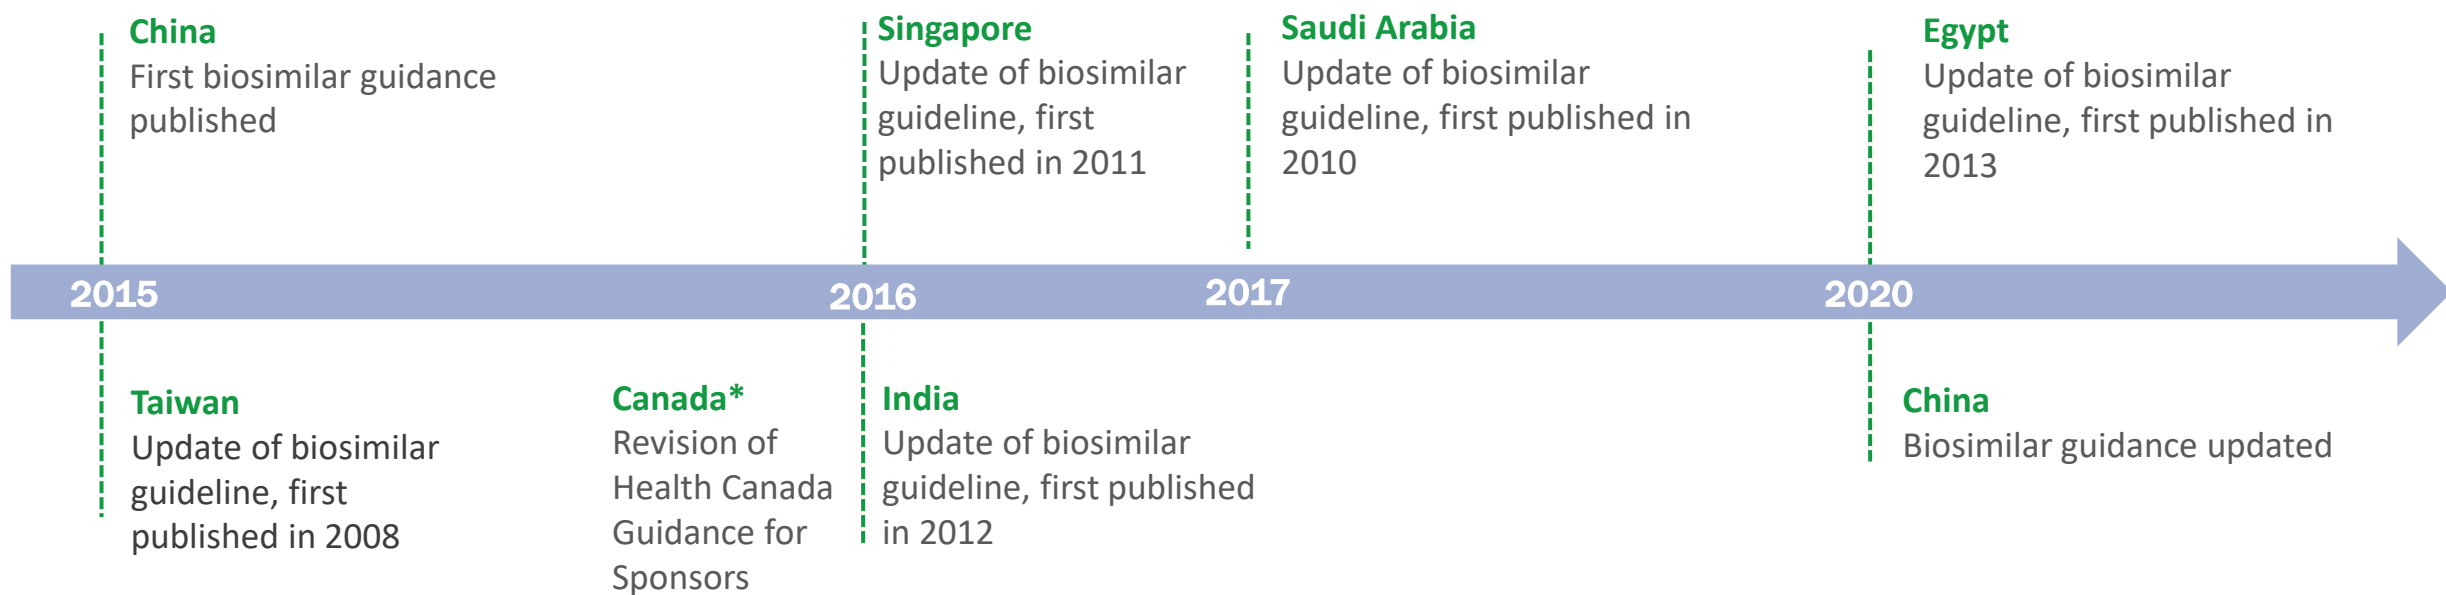 China
First biosimilar guidance
published
Singapore
Update of biosimilar
guideline, first
published in 2011
Saudi Arabia
Update of biosimilar
guideline, first published in
2010
Egypt
Update of biosimilar
guideline, first published in
2013
2015
2016
2017
2020
Taiwan
Update of biosimilar
guideline, first
published in 2008
Canada*
Revision of
Health Canada
Guidance for
Sponsors
India
Update of biosimilar
guideline, first published
in 2012
China
Biosimilar guidance updated